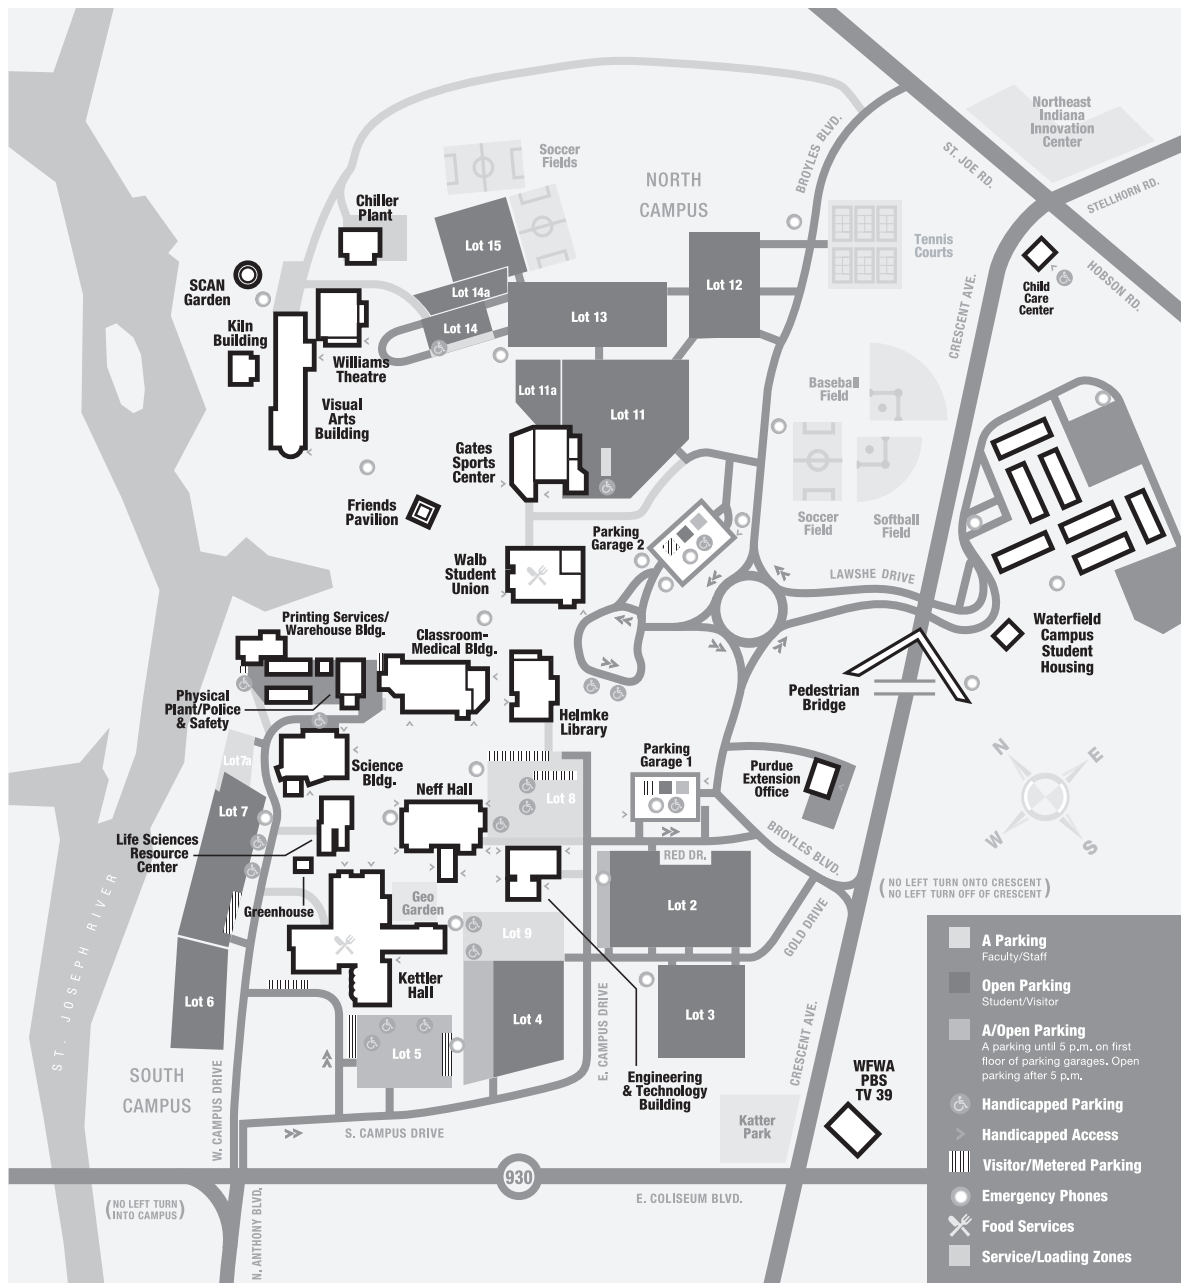 Northeast
Indiana
Innovation
Center
BROYLES BLVD.
ST. JOE RD.
STELLHORN RD.
HOBSON RD.
Soccer
Fields
NORTH
CAMPUS
Chiller
Plant
Lot 15
Tennis
Courts
SCAN
Garden
Lot 14a
Lot 12
Child
Care
Center
CRESCENT AVE.
Kiln
Building
Lot 14
Lot 13
Williams
Theatre
Lot 11a
Lot 11
Baseball
Field
Visual
Arts
Building
Gates
Sports
Center
Friends
Pavilion
Parking
Garage 2
Soccer
Field
Softball
Field
Walb
Student
Union
LAWSHE DRIVE
Printing Services/
Warehouse Bldg.
Classroom-
Medical Bldg.
Waterfield
Campus
Student
Housing
Physical
Plant/Police
& Safety
Helmke
Library
Pedestrian
Bridge
Lot7a
Science
Bldg.
Parking
Garage 1
Purdue
Extension
Office
N
E
W
S
Neff Hall
Lot 8
Lot 7
Life Sciences
Resource
Center
RED DR.
BROYLES BLVD.
(NO LEFT TURN ONTO CRESCENT)
(NO LEFT TURN OFF OF CRESCENT)
Greenhouse
Geo
Garden
Lot 2
GOLD DRIVE
Lot 9
ST. JOSEPH RIVER
Kettler
Hall
Lot 6
Lot 4
Lot 3
Lot 5
E. CAMPUS DRIVE
CRESCENT AVE.
SOUTH
CAMPUS
W. CAMPUS DRIVE
Engineering
& Technology
Building
WFWA
PBS
TV 39
Katter
Park
S. CAMPUS DRIVE
930
E. COLISEUM BLVD.
(NO LEFT TURN
INTO CAMPUS)
N. ANTHONY BLVD.
A Parking
Faculty/Staff
Open Parking
Student/Visitor
A/Open Parking
A parking until 5 p.m. on first
floor of parking garages. Open
parking after 5 p.m.
Handicapped Parking
Handicapped Access
Visitor/Metered Parking
Emergency Phones
Food Services
Service/Loading Zones